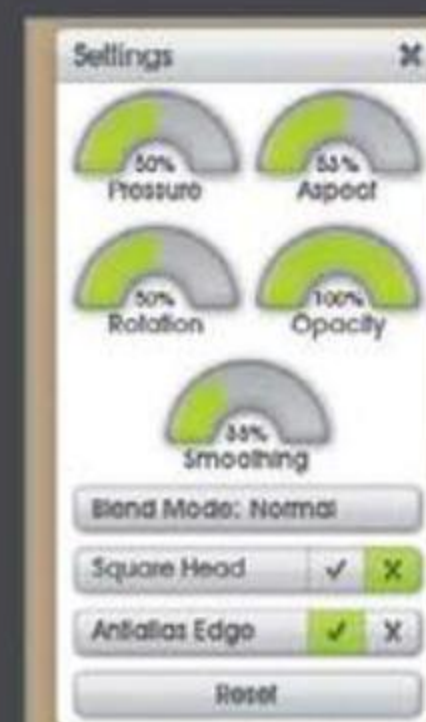 Settings
50%
Pressure
55%
Aspect
50%
Rotation
100%
Opacity
35%
Smoothing
Blend Mode: Normal
Square Head
Antialias Edge
Reset